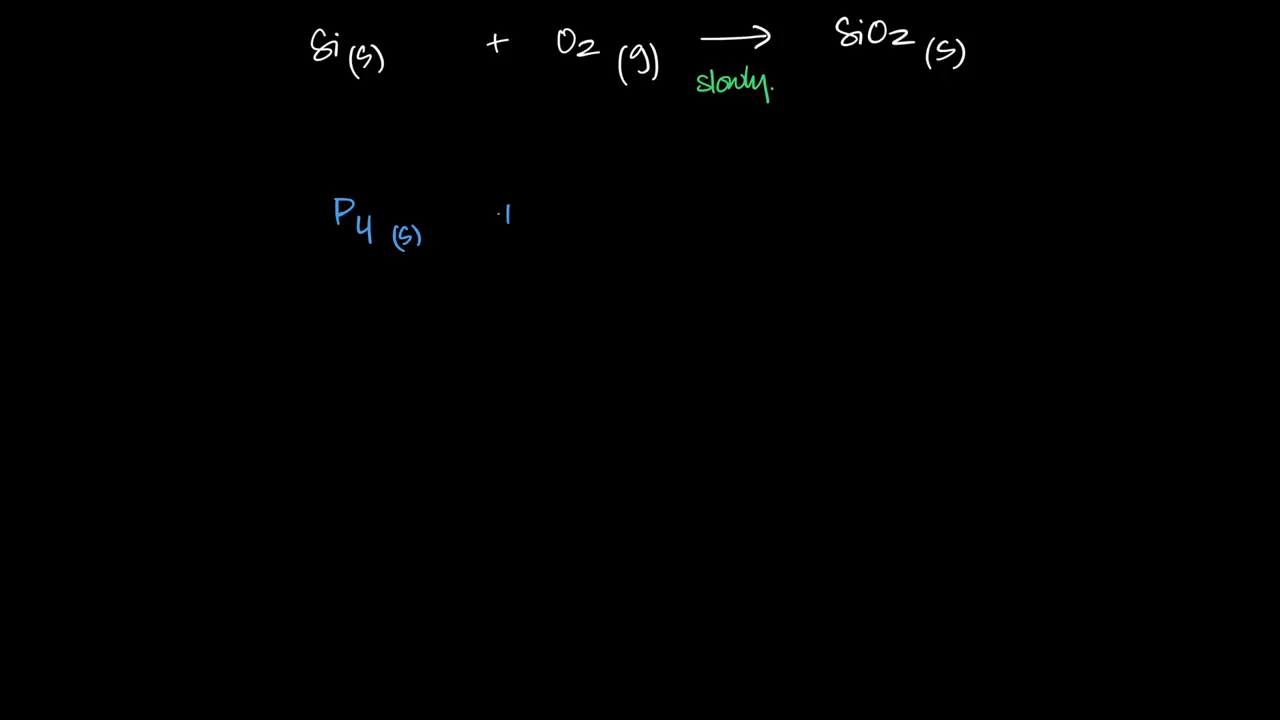 Si(s) + O2 (g) → SiO2 (s)
slowly.
P4 (s)